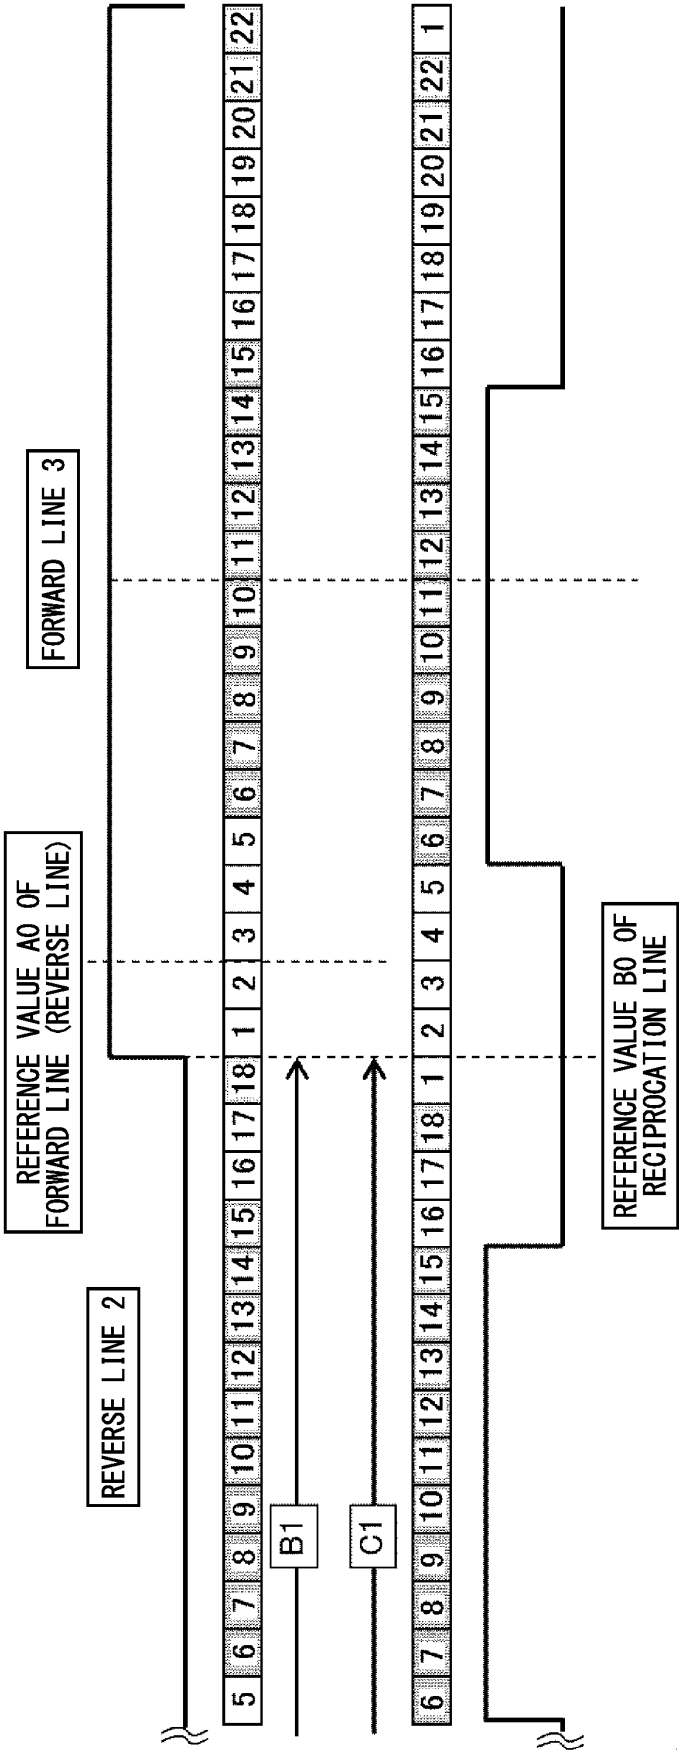 REFERENCE VALUE A0 OF
FORWARD LINE (REVERSE LINE)
FORWARD LINE 3
REVERSE LINE 2
5 6 7 8 9 10 11 12 13 14 15 16 17 18 1 2 3 4 5 6 7 8 9 10 11 12 13 14 15 16 17 18 19 20 21 22
B1
C1
6 7 8 9 10 11 12 13 14 15 16 17 18 1 2 3 4 5 6 7 8 9 10 11 12 13 14 15 16 17 18 19 20 21 22 1
REFERENCE VALUE B0 OF
RECIPROCATION LINE